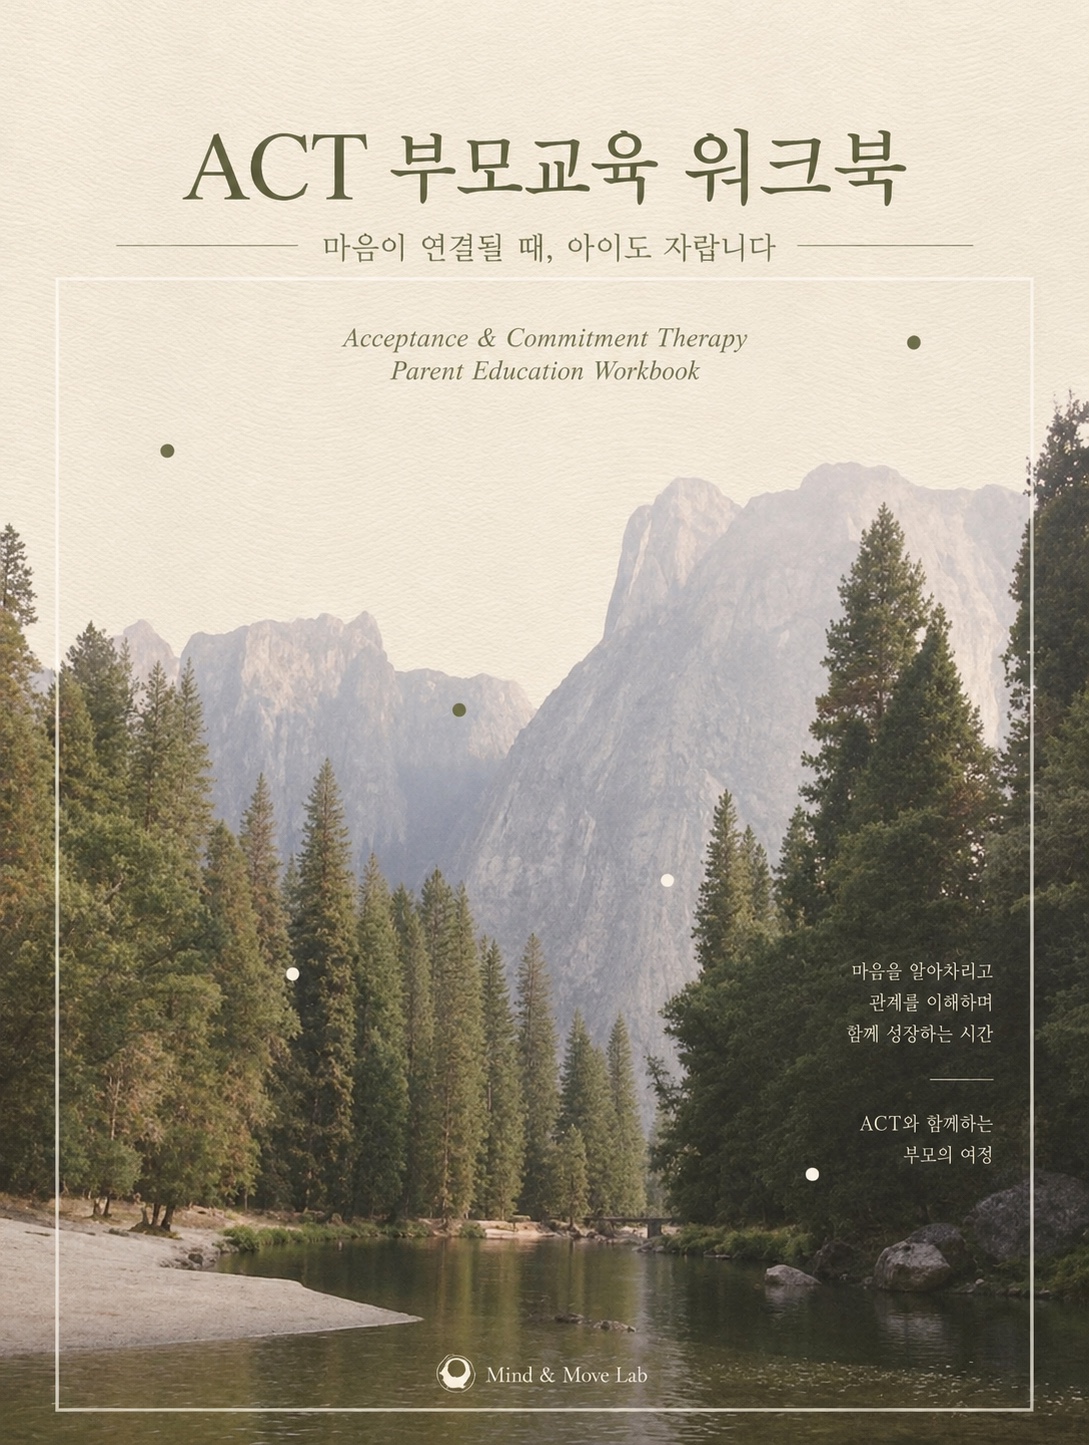 ACT 부모교육 워크북
마음이 연결될 때, 아이도 자랍니다
Acceptance & Commitment Therapy
Parent Education Workbook
마음을 알아차리고
관계를 이해하며
함께 성장하는 시간
ACT와 함께하는
부모의 여정
Mind & Move Lab